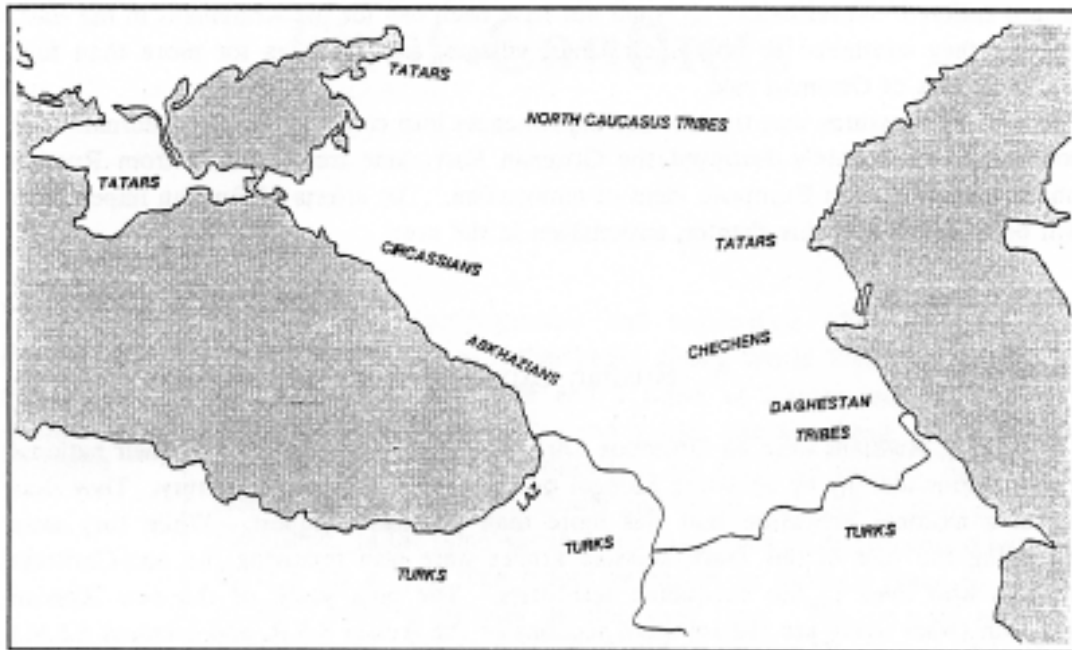 TATARS
NORTH CAUCASUS TRIBES
TATARS
CIRCASSIANS
TATARS
ABKHAZIANS
CHECHENS
DAGHESTAN
TRIBES
LAZ
TURKS
TURKS
TURKS